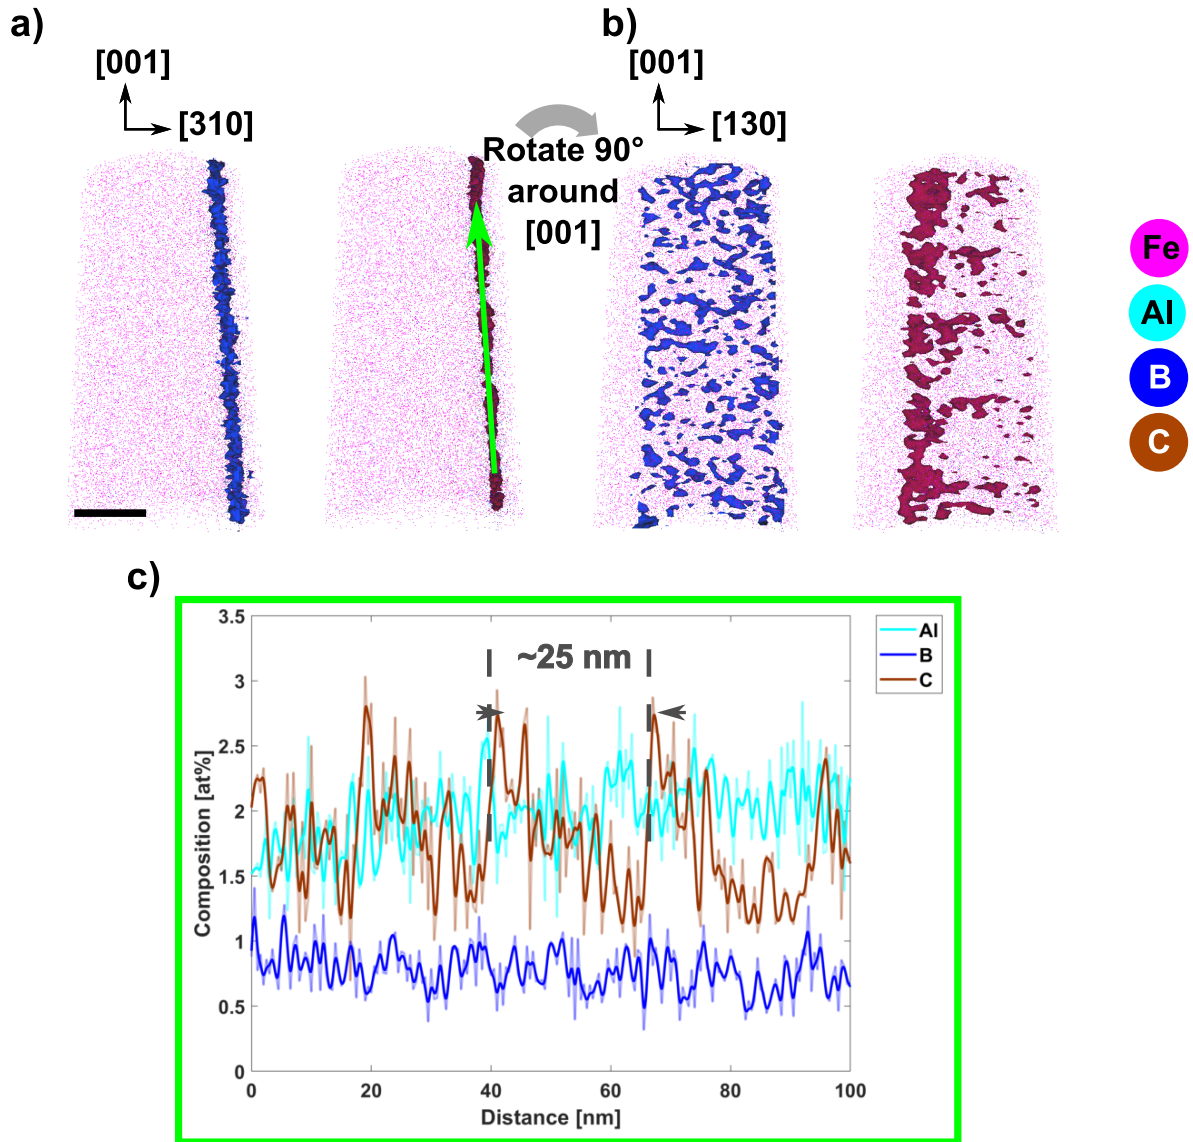 a)
[001]
[310]
Rotate 90°
around
[001]
b)
[001]
[130]
Fe
Al
B
C
c)
3.5
3
2.5
2
1.5
1
0.5
0
Composition [at%]
~25 nm
Al
B
C
0
20
40
60
80
100
Distance [nm]